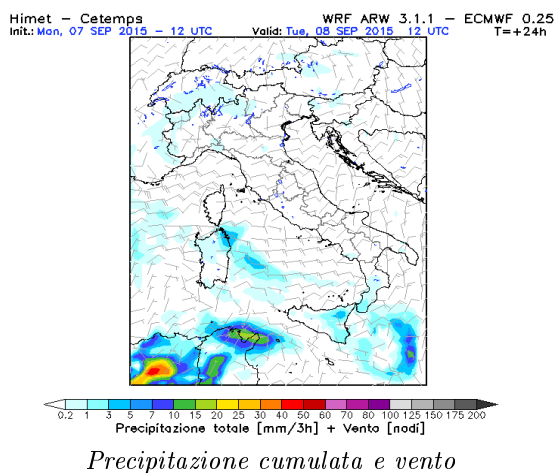 Himet – Cetemps WRF ARW 3.1.1 – ECMWF 0.25
Init.: Mon, 07 SEP 2015 – 12 UTC Valid: Tue, 08 SEP 2015 12 UTC T=+24h
0.2 1 3 5 7 10 15 20 25 30 40 50 60 70 80 100 125 150 175 200
Precipitazione totale [mm/3h] + Vento [nodi]
Precipitazione cumulata e vento